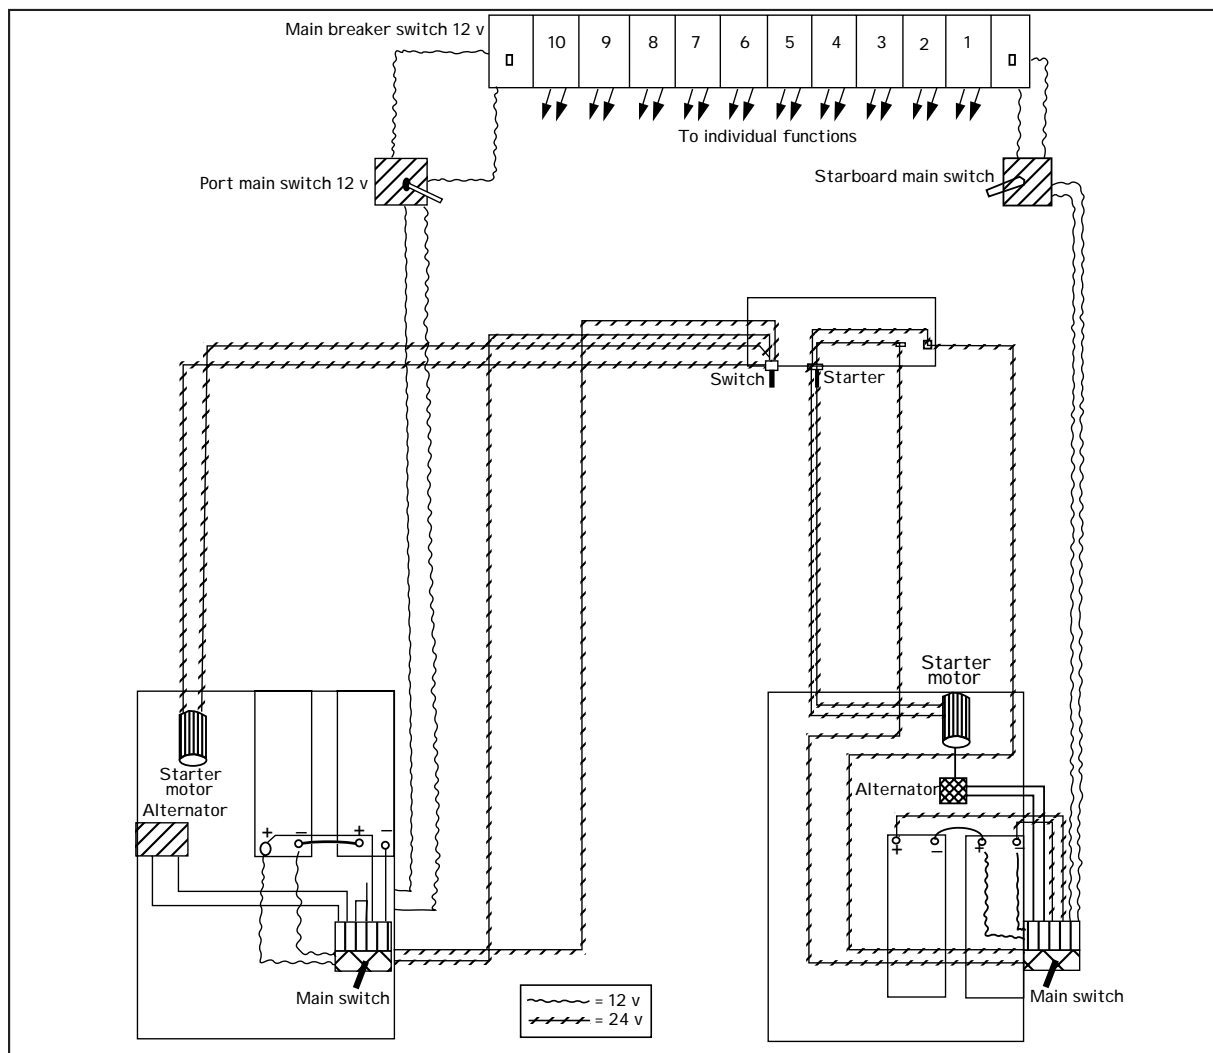 Main breaker switch 12 v
10 9 8 7 6 5 4 3 2 1
To individual functions
Port main switch 12 v
Starboard main switch
Switch
Starter
Starter
motor
Starter
motor
Alternator
Alternator
+ − + −
+ − + −
Main switch
Main switch
= 12 v
= 24 v